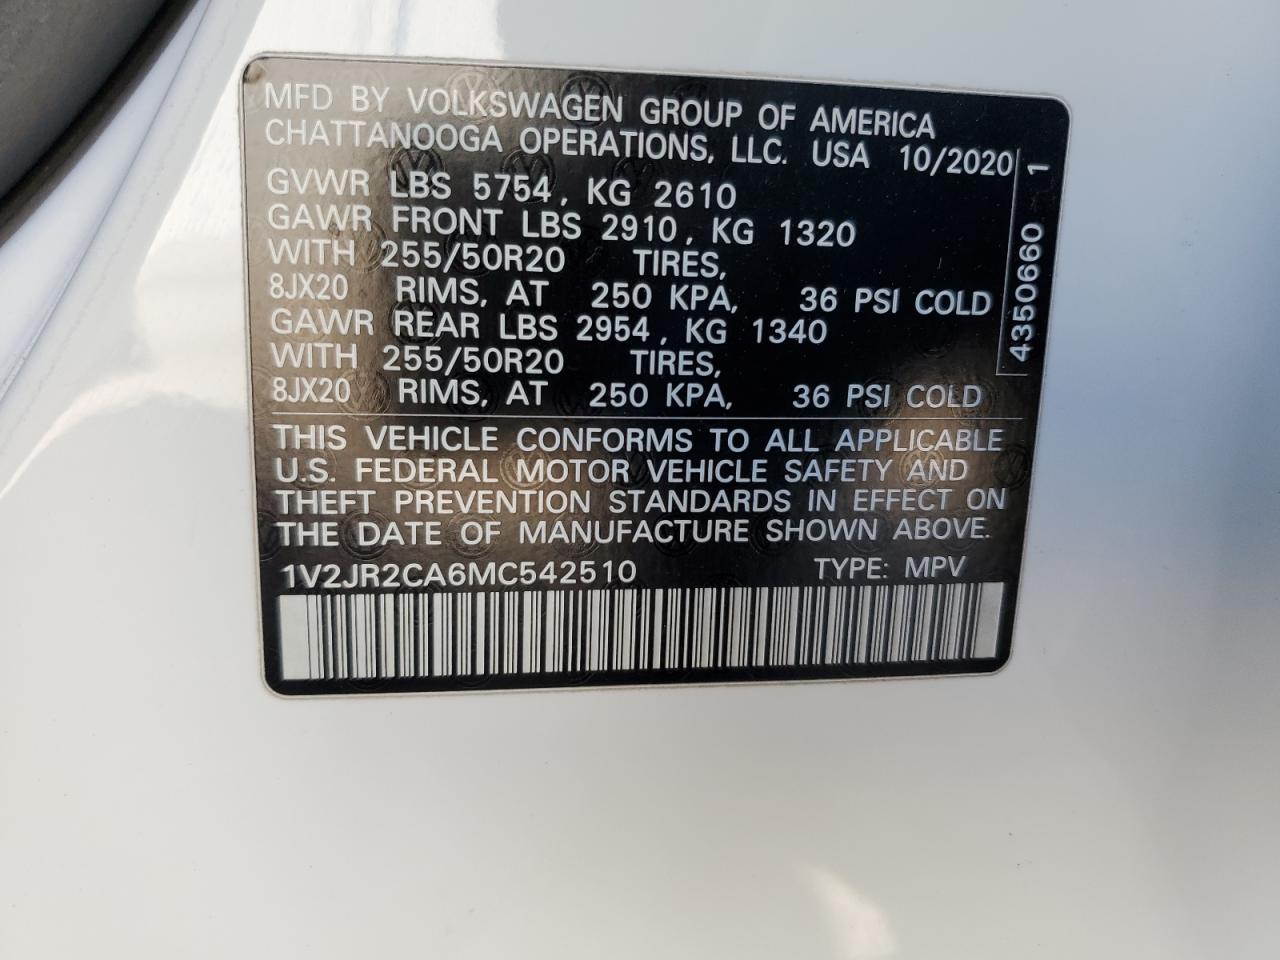 MFD BY VOLKSWAGEN GROUP OF AMERICA
CHATTANOOGA OPERATIONS, LLC. USA 10/2020
GVWR LBS 5754, KG 2610
GAWR FRONT LBS 2910, KG 1320
WITH 255/50R20 TIRES,
8JX20 RIMS, AT 250 KPA, 36 PSI COLD
GAWR REAR LBS 2954, KG 1340
WITH 255/50R20 TIRES,
8JX20 RIMS, AT 250 KPA, 36 PSI COLD
4350660 1
THIS VEHICLE CONFORMS TO ALL APPLICABLE
U.S. FEDERAL MOTOR VEHICLE SAFETY AND
THEFT PREVENTION STANDARDS IN EFFECT ON
THE DATE OF MANUFACTURE SHOWN ABOVE.
1V2JR2CA6MC542510 TYPE: MPV